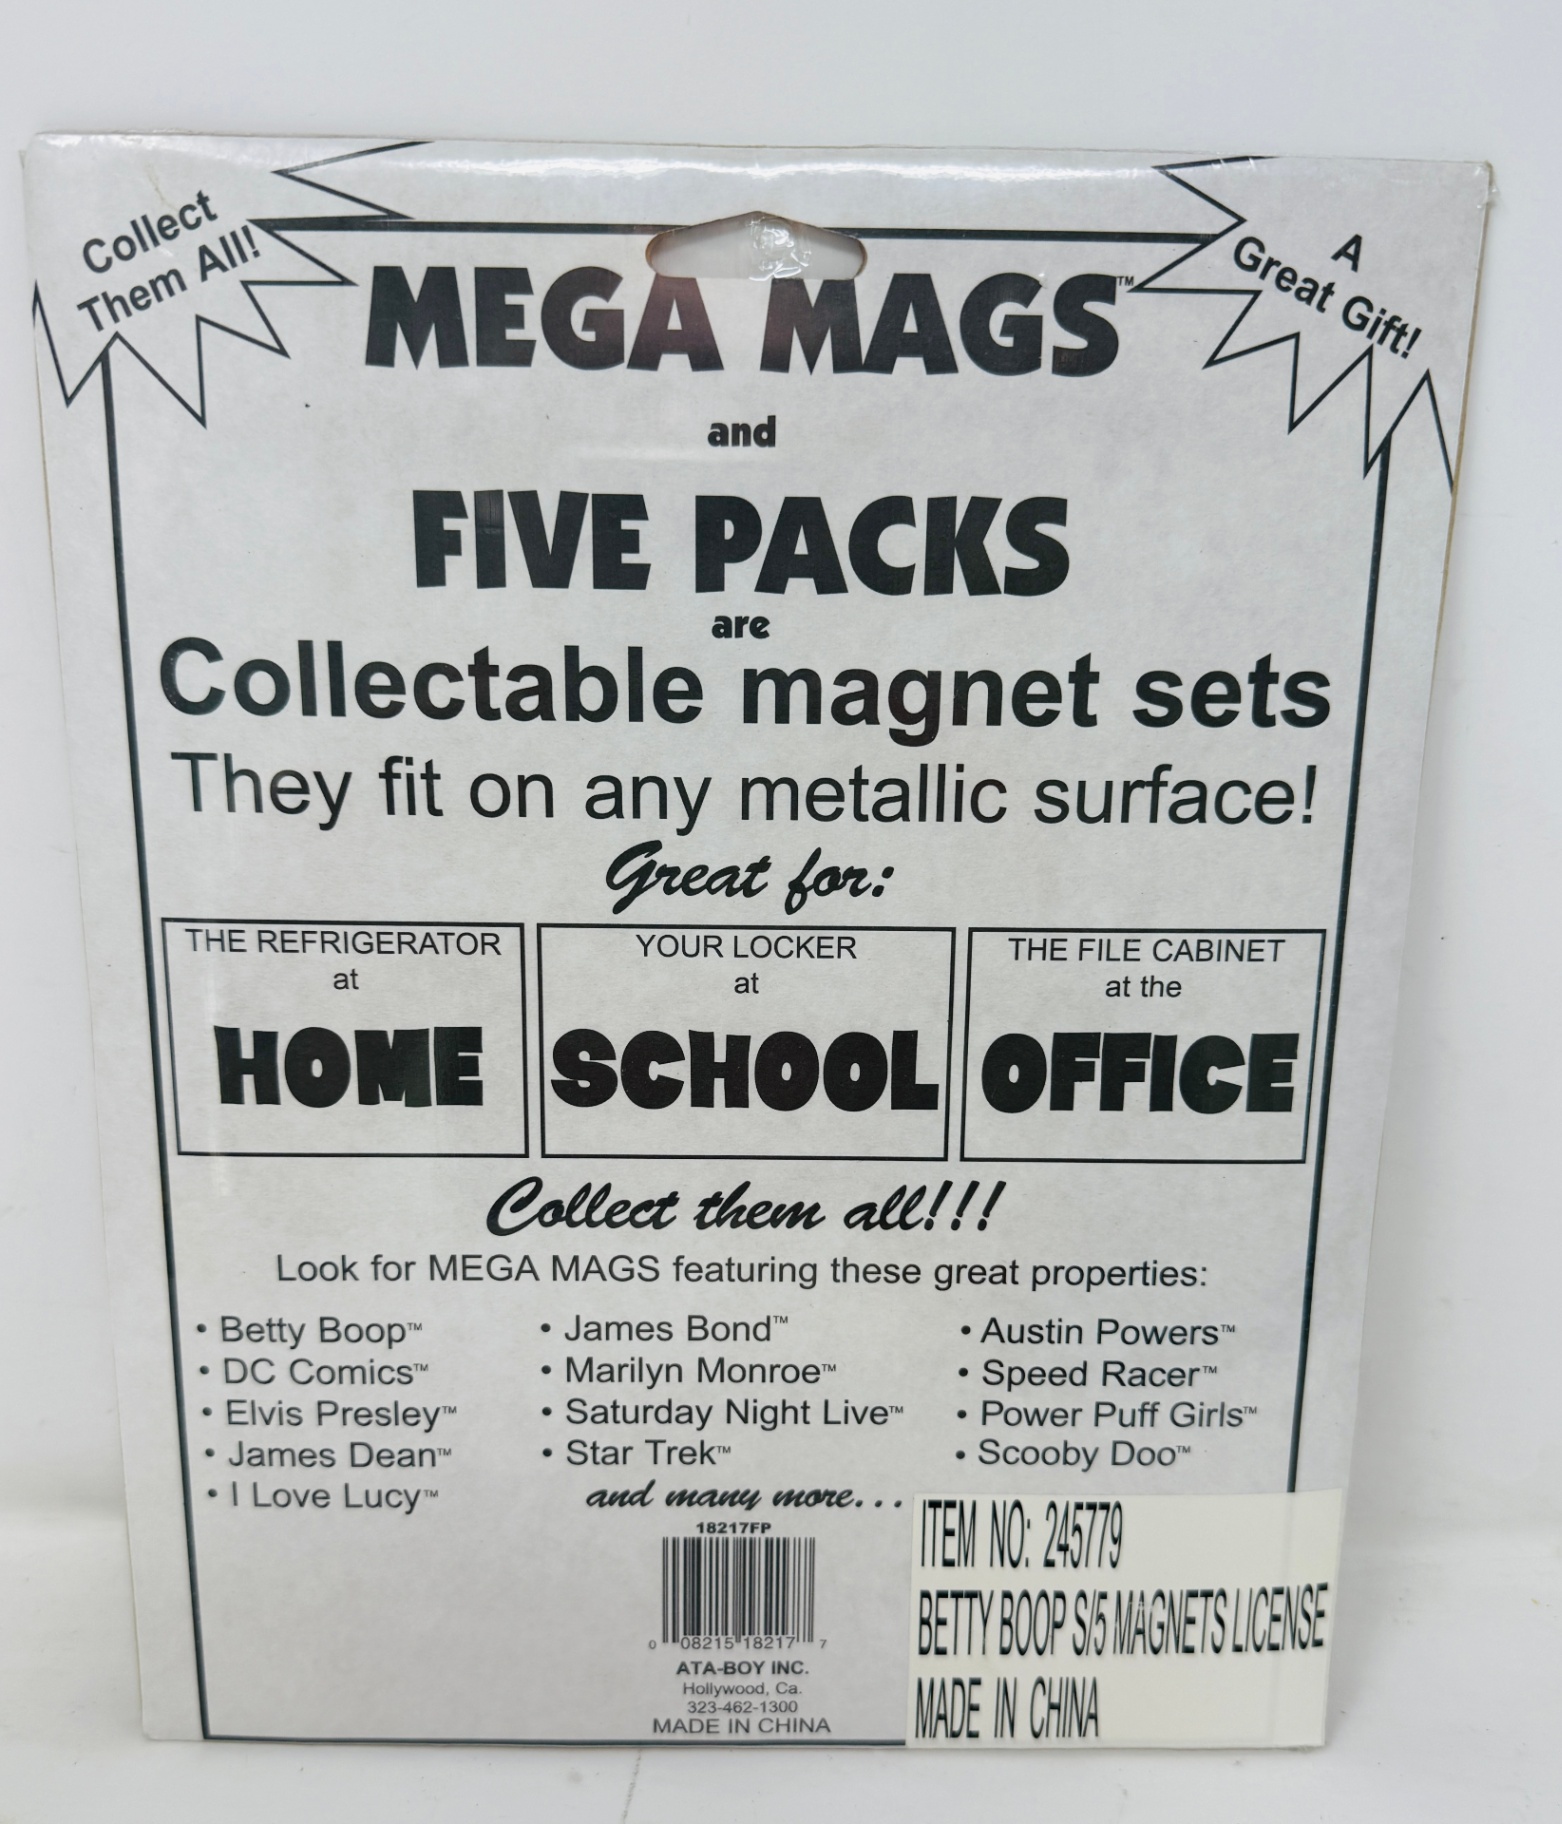 Collect
Them All!
A
Great Gift!
MEGA MAGS™
and
FIVE PACKS
are
Collectable magnet sets
They fit on any metallic surface!
Great for:
THE REFRIGERATOR
at
HOME
YOUR LOCKER
at
SCHOOL
THE FILE CABINET
at the
OFFICE
Collect them all!!!
Look for MEGA MAGS featuring these great properties:
• Betty Boop™
• DC Comics™
• Elvis Presley™
• James Dean™
• I Love Lucy™
• James Bond™
• Marilyn Monroe™
• Saturday Night Live™
• Star Trek™
• Austin Powers™
• Speed Racer™
• Power Puff Girls™
• Scooby Doo™
and many more...
18217FP
0 08215 18217 7
ATA-BOY INC.
Hollywood, Ca.
323-462-1300
MADE IN CHINA
ITEM NO: 245779
BETTY BOOP S/5 MAGNETS LICENSE
MADE IN CHINA